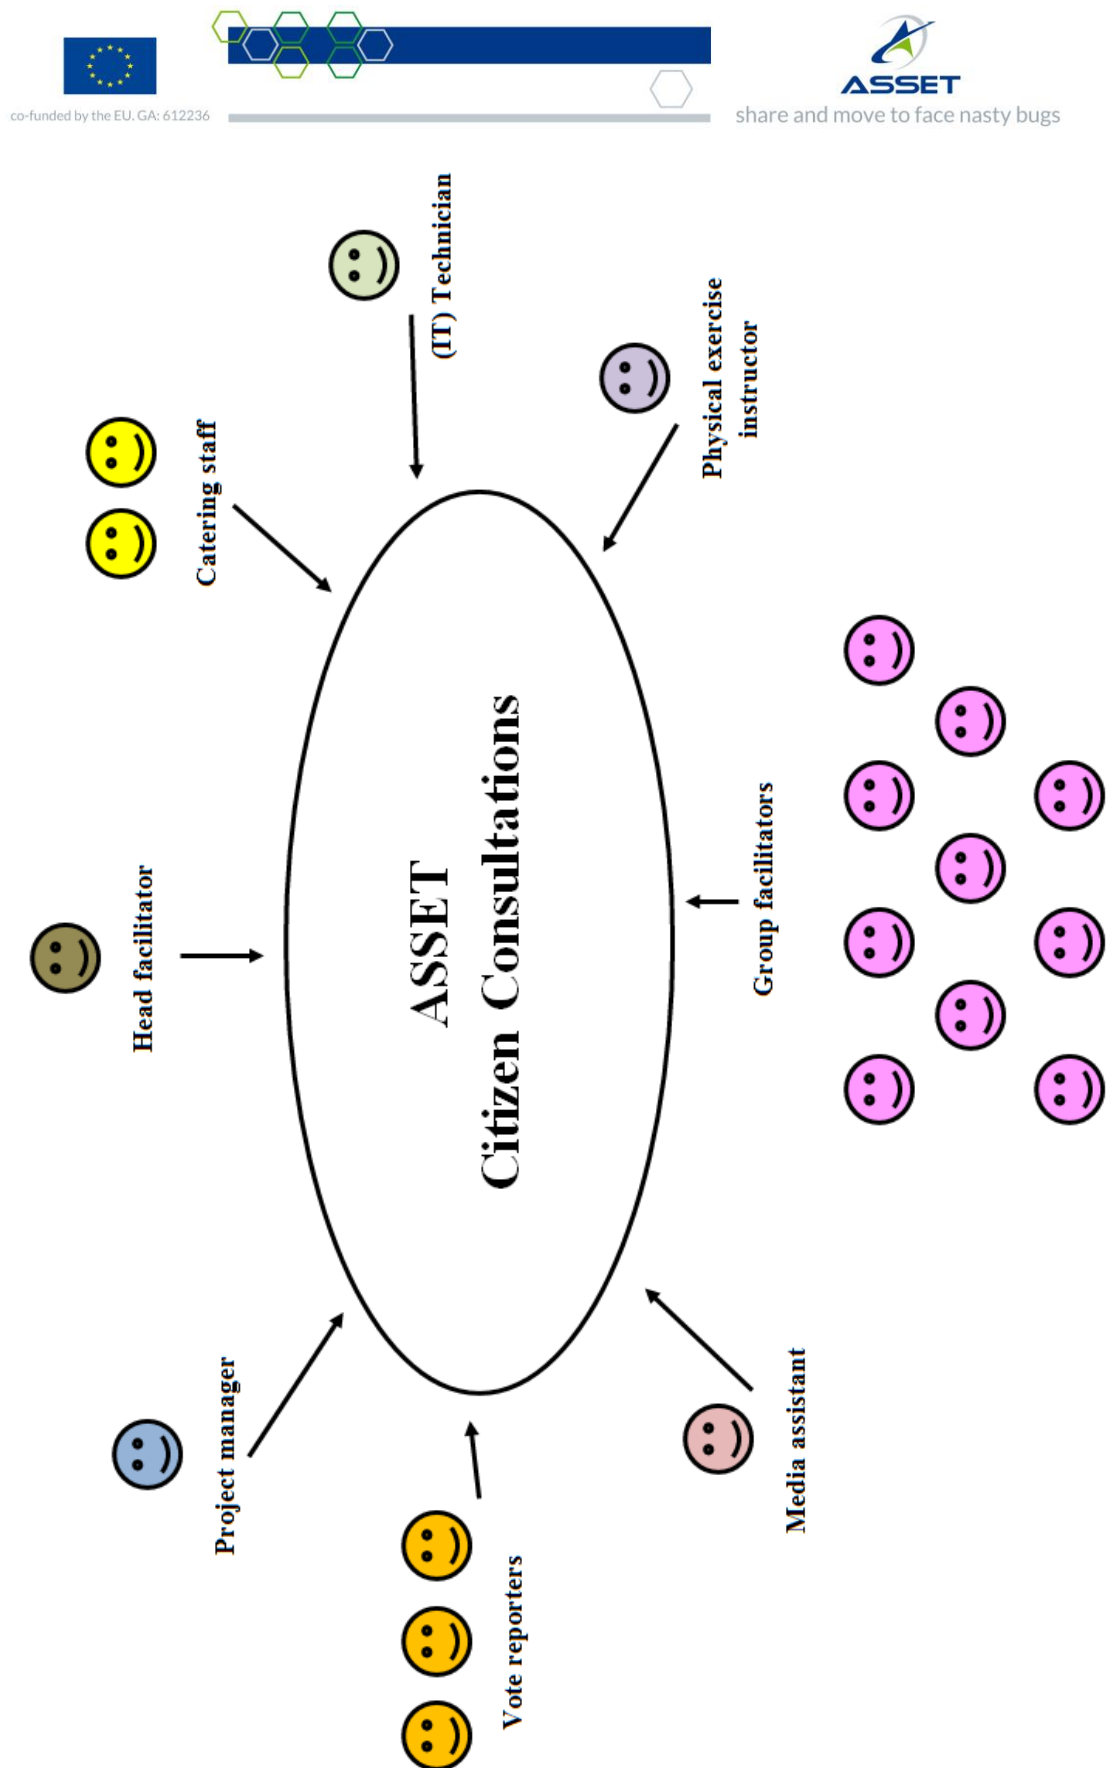 co-funded by the EU. GA: 612236
ASSET
share and move to face nasty bugs
(IT) Technician
Physical exercise
instructor
Catering staff
ASSET
Citizen Consultations
Head facilitator
Group facilitators
Project manager
Media assistant
Vote reporters